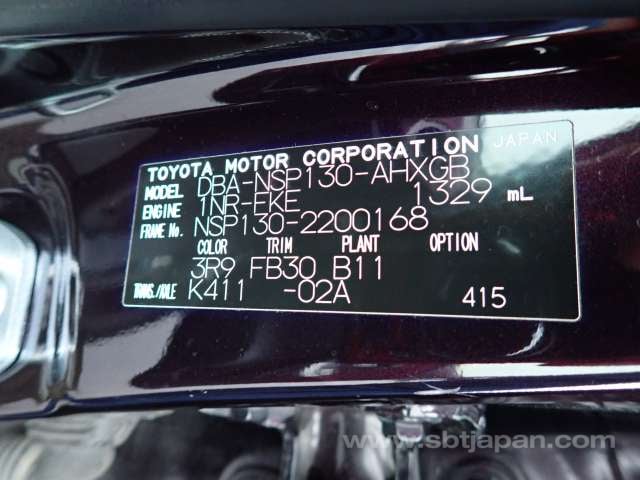 TOYOTA MOTOR CORPORATION JAPAN
MODEL DBA-NSP130-AHXGB
ENGINE 1NR-FKE 1329 mL
FRAME No. NSP130-2200168
COLOR TRIM PLANT OPTION
3R9 FB30 B11
TRANS./AXLE K411 -02A 415
www.sbtjapan.com